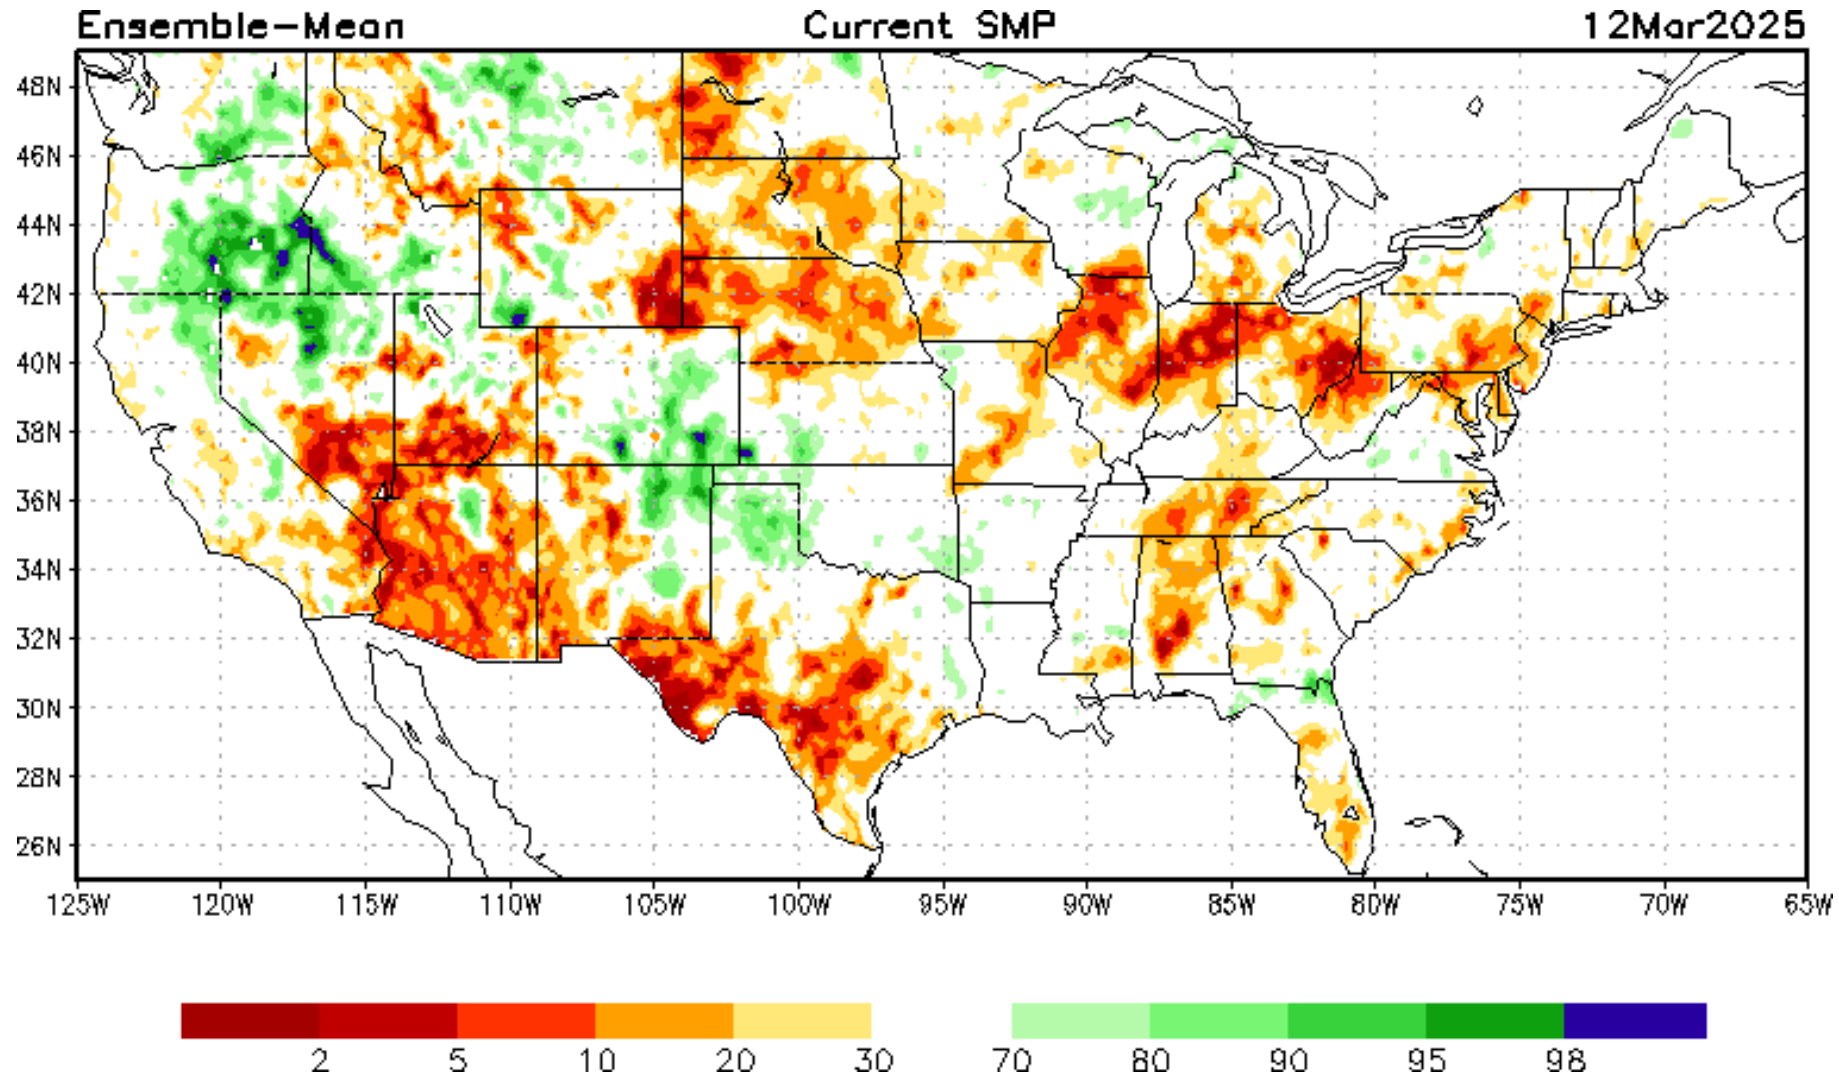 Ensemble-Mean Current SMP 12Mar2025
48N
46N
44N
42N
40N
38N
36N
34N
32N
30N
28N
26N
125W 120W 115W 110W 105W 100W 95W 90W 85W 80W 75W 70W 65W
2 5 10 20 30 70 80 90 95 98